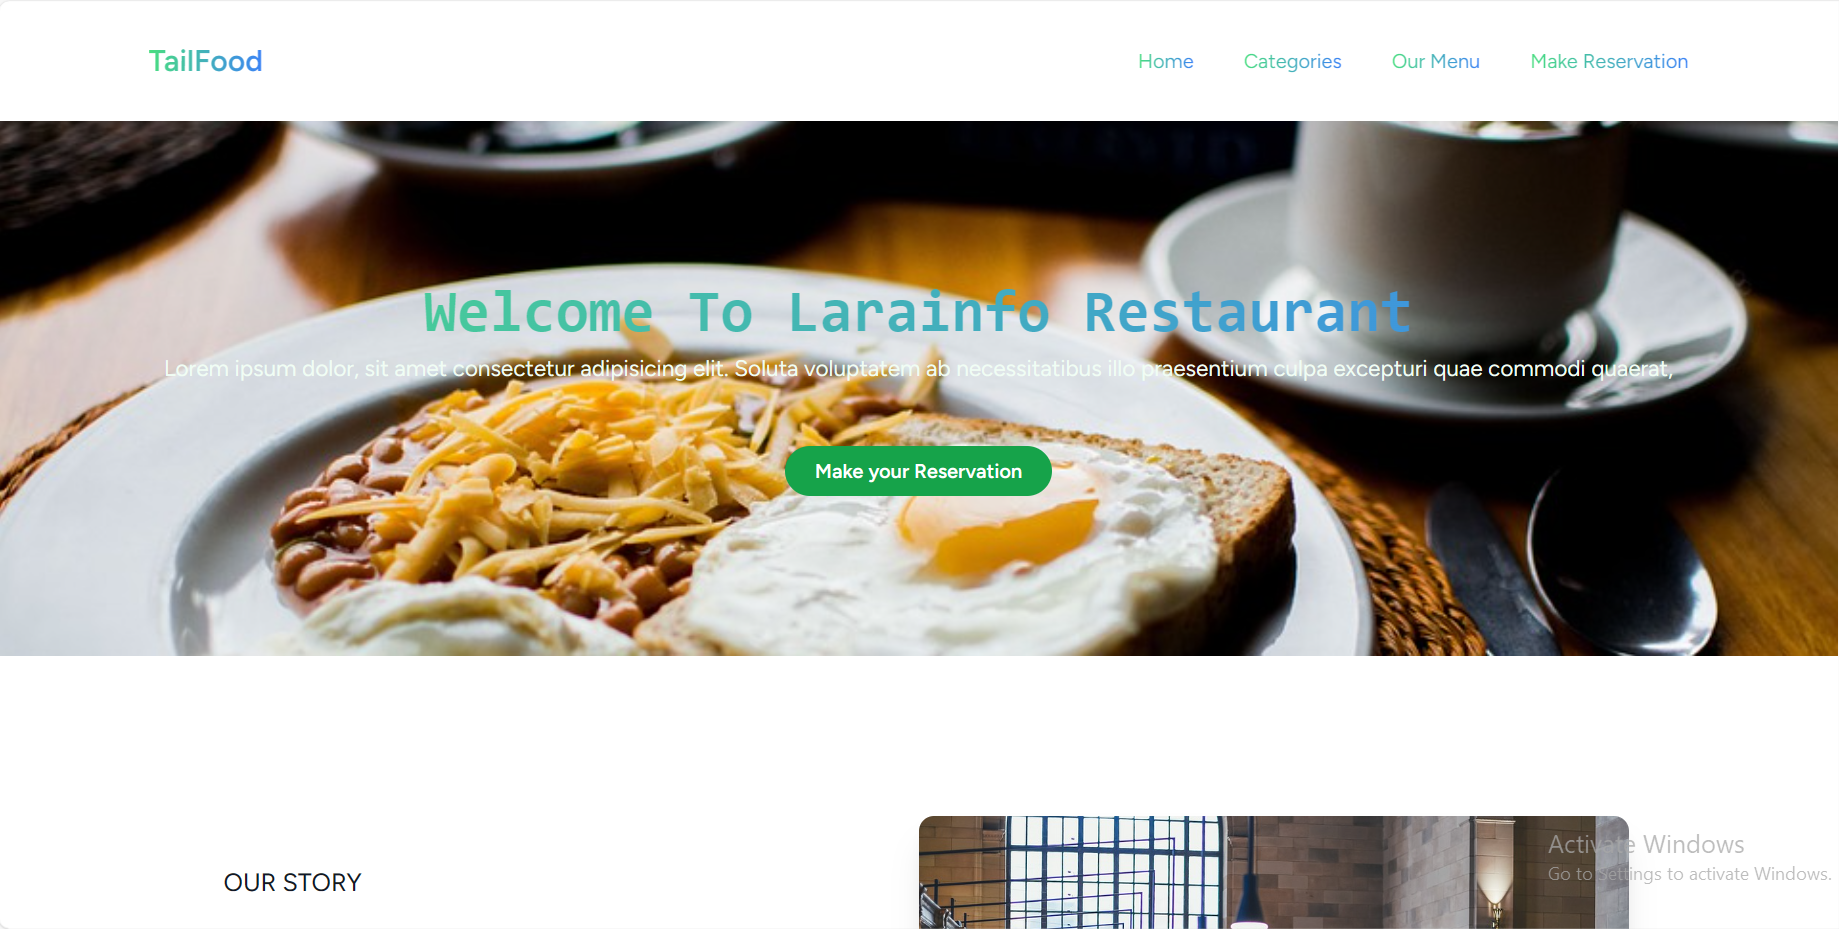 TailFood
Home Categories Our Menu Make Reservation
Welcome To Larainfo Restaurant
Lorem ipsum dolor, sit amet consectetur adipisicing elit. Soluta voluptatem ab necessitatibus illo praesentium culpa excepturi quae commodi quaerat,
Make your Reservation
OUR STORY
Activate Windows
Go to Settings to activate Windows.